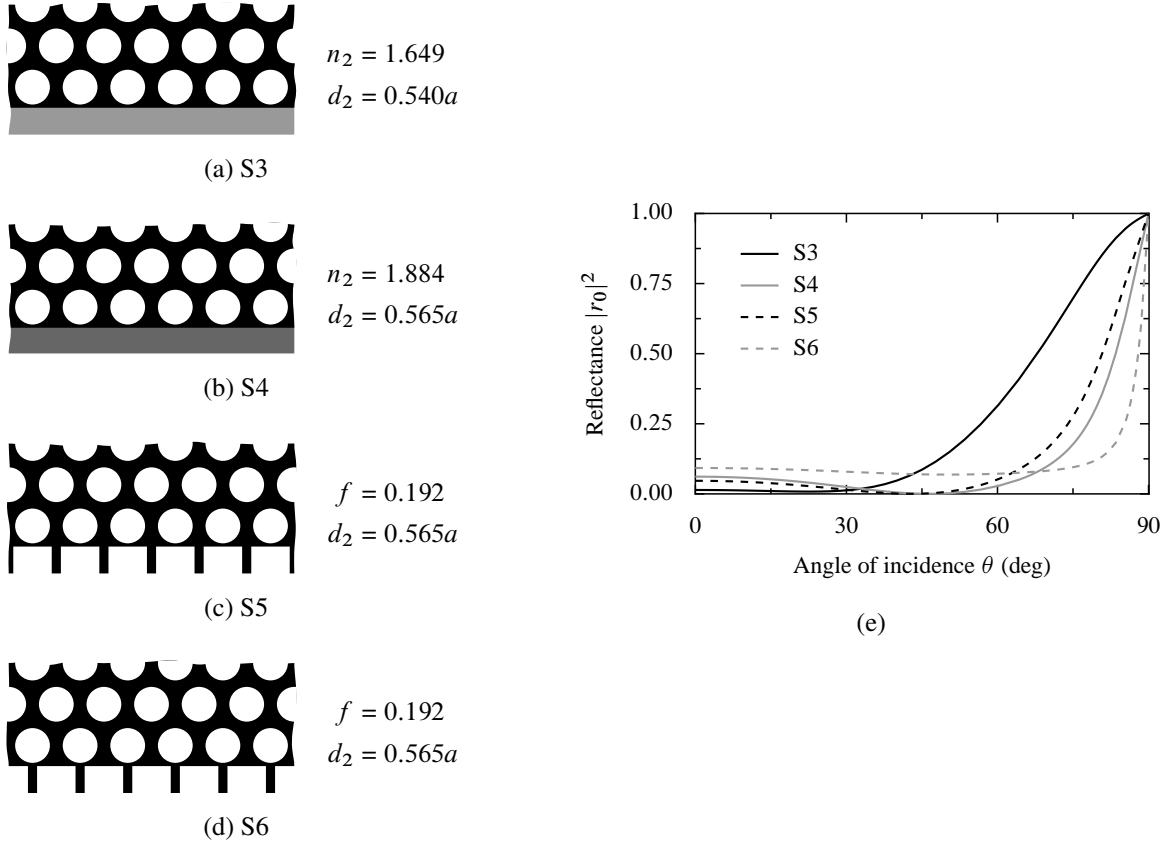 n₂ = 1.649
d₂ = 0.540a
(a) S3
n₂ = 1.884
d₂ = 0.565a
(b) S4
f = 0.192
d₂ = 0.565a
(c) S5
f = 0.192
d₂ = 0.565a
(d) S6
Reflectance |r₀|²
1.00
0.75
0.50
0.25
0.00
S3
S4
S5
S6
0 30 60 90
Angle of incidence θ (deg)
(e)